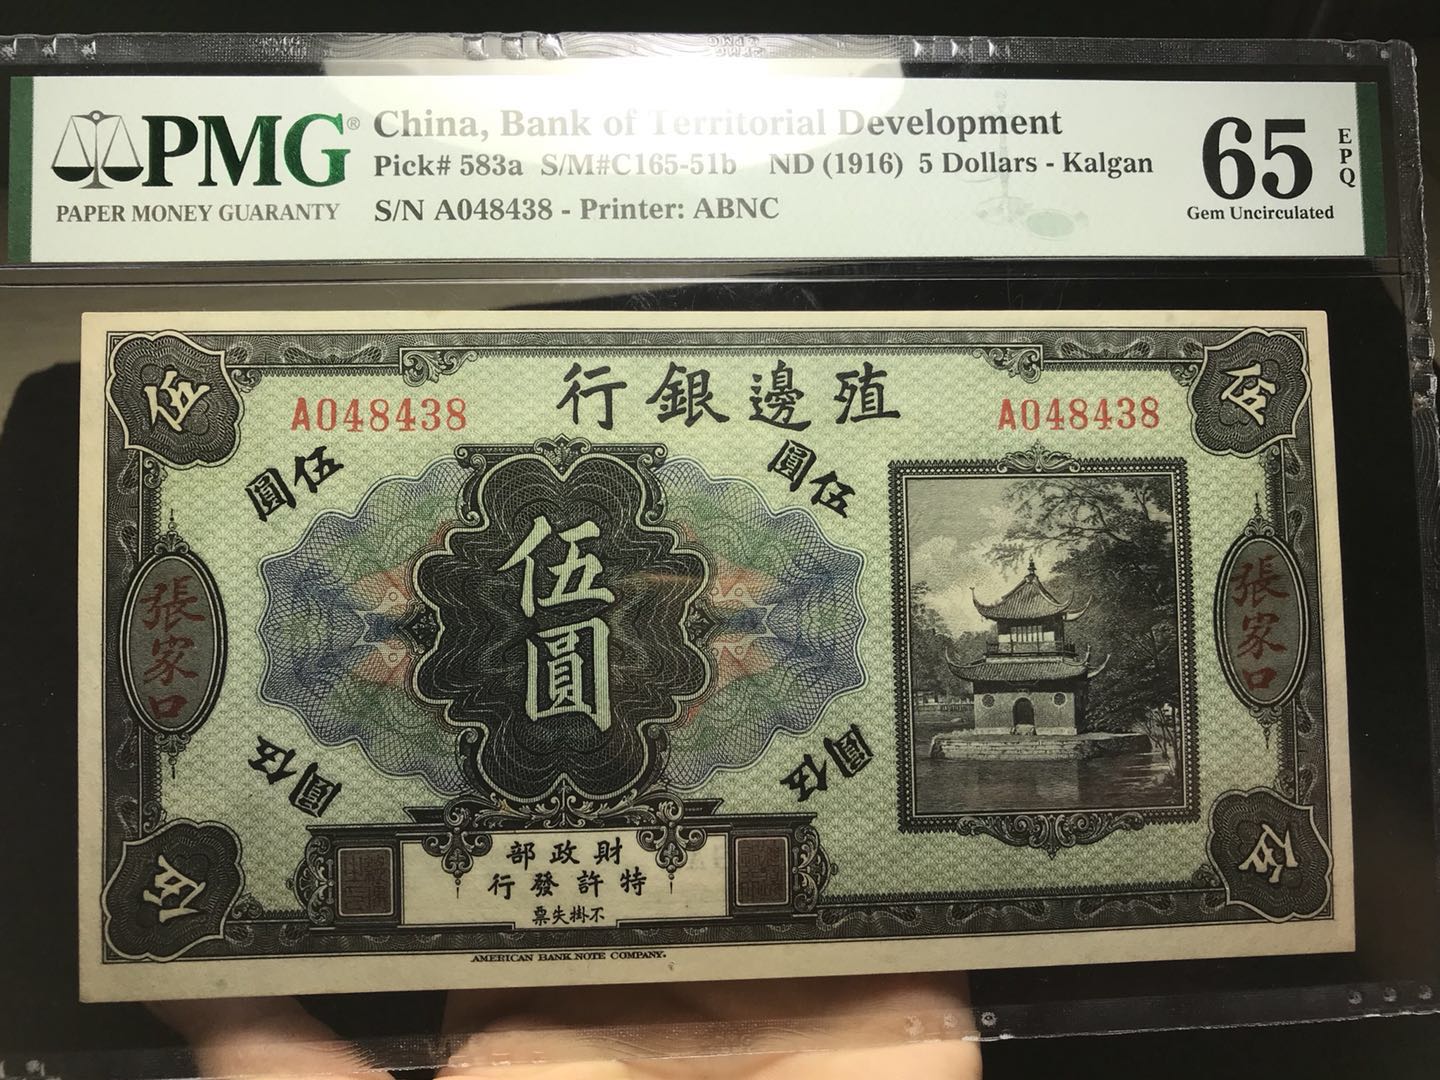 PMG®
PAPER MONEY GUARANTY
China, Bank of Territorial Development
Pick# 583a S/M#C165-51b ND (1916) 5 Dollars - Kalgan
S/N A048438 - Printer: ABNC
65
EPQ
Gem Uncirculated
伍
伍
行銀邊殖
A048438
A048438
圓伍
圓伍
張家口
伍圓
張家口
圓伍
伍圓
部政財
行發許特
票失掛不
伍
伍
AMERICAN BANK NOTE COMPANY.